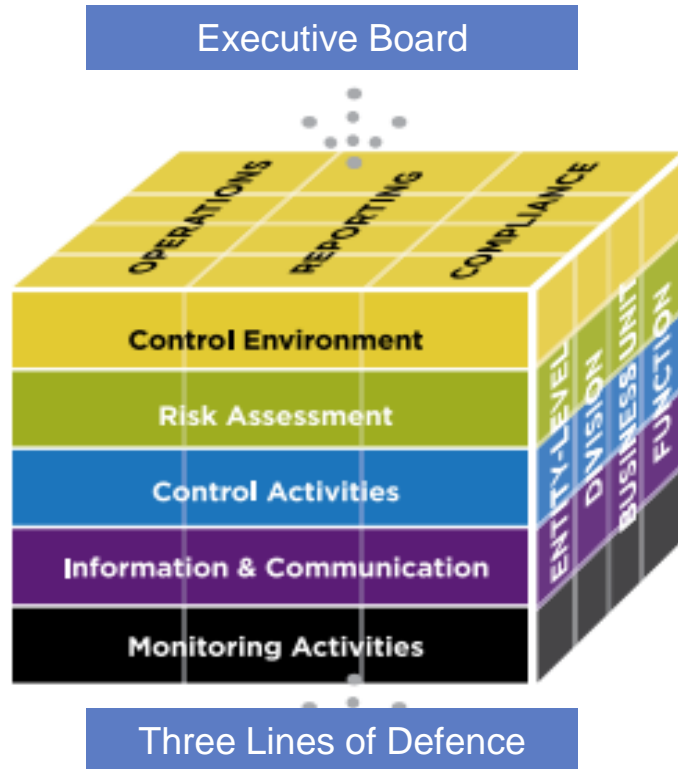 Executive Board
OPERATIONS
REPORTING
COMPLIANCE
Control Environment
Risk Assessment
Control Activities
Information & Communication
Monitoring Activities
ENTITY-LEVEL
DIVISION
BUSINESS UNIT
FUNCTION
Three Lines of Defence